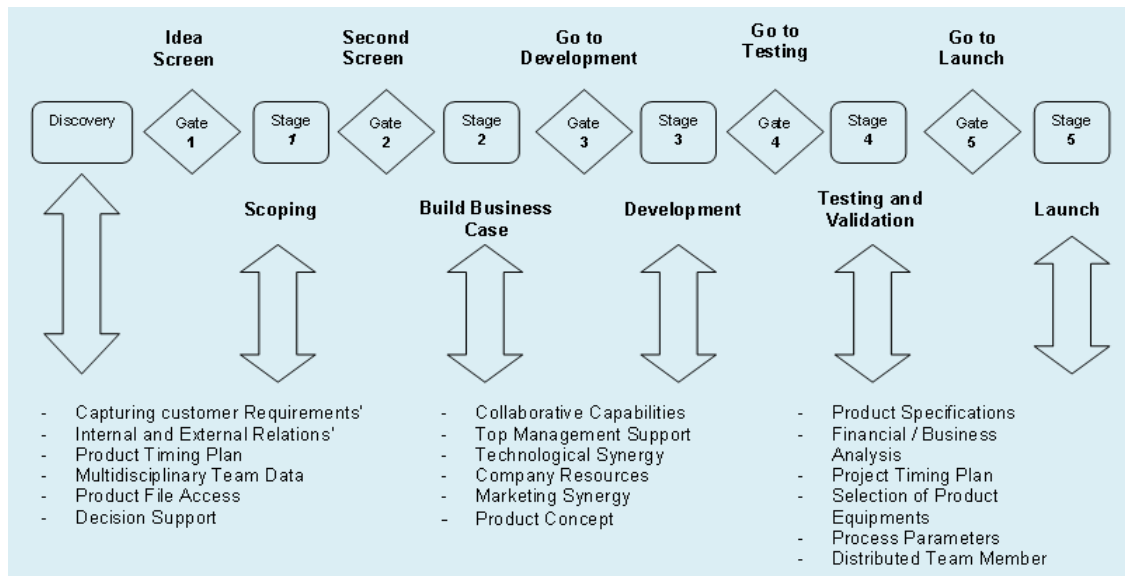 Idea
Screen
Second
Screen
Go to
Development
Go to
Testing
Go to
Launch
Discovery
Gate
1
Stage
1
Gate
2
Stage
2
Gate
3
Stage
3
Gate
4
Stage
4
Gate
5
Stage
5
Scoping
Build Business
Case
Development
Testing and
Validation
Launch
- Capturing customer Requirements'
- Internal and External Relations'
- Product Timing Plan
- Multidisciplinary Team Data
- Product File Access
- Decision Support
- Collaborative Capabilities
- Top Management Support
- Technological Synergy
- Company Resources
- Marketing Synergy
- Product Concept
- Product Specifications
- Financial / Business
Analysis
- Project Timing Plan
- Selection of Product
Equipments
- Process Parameters
- Distributed Team Member